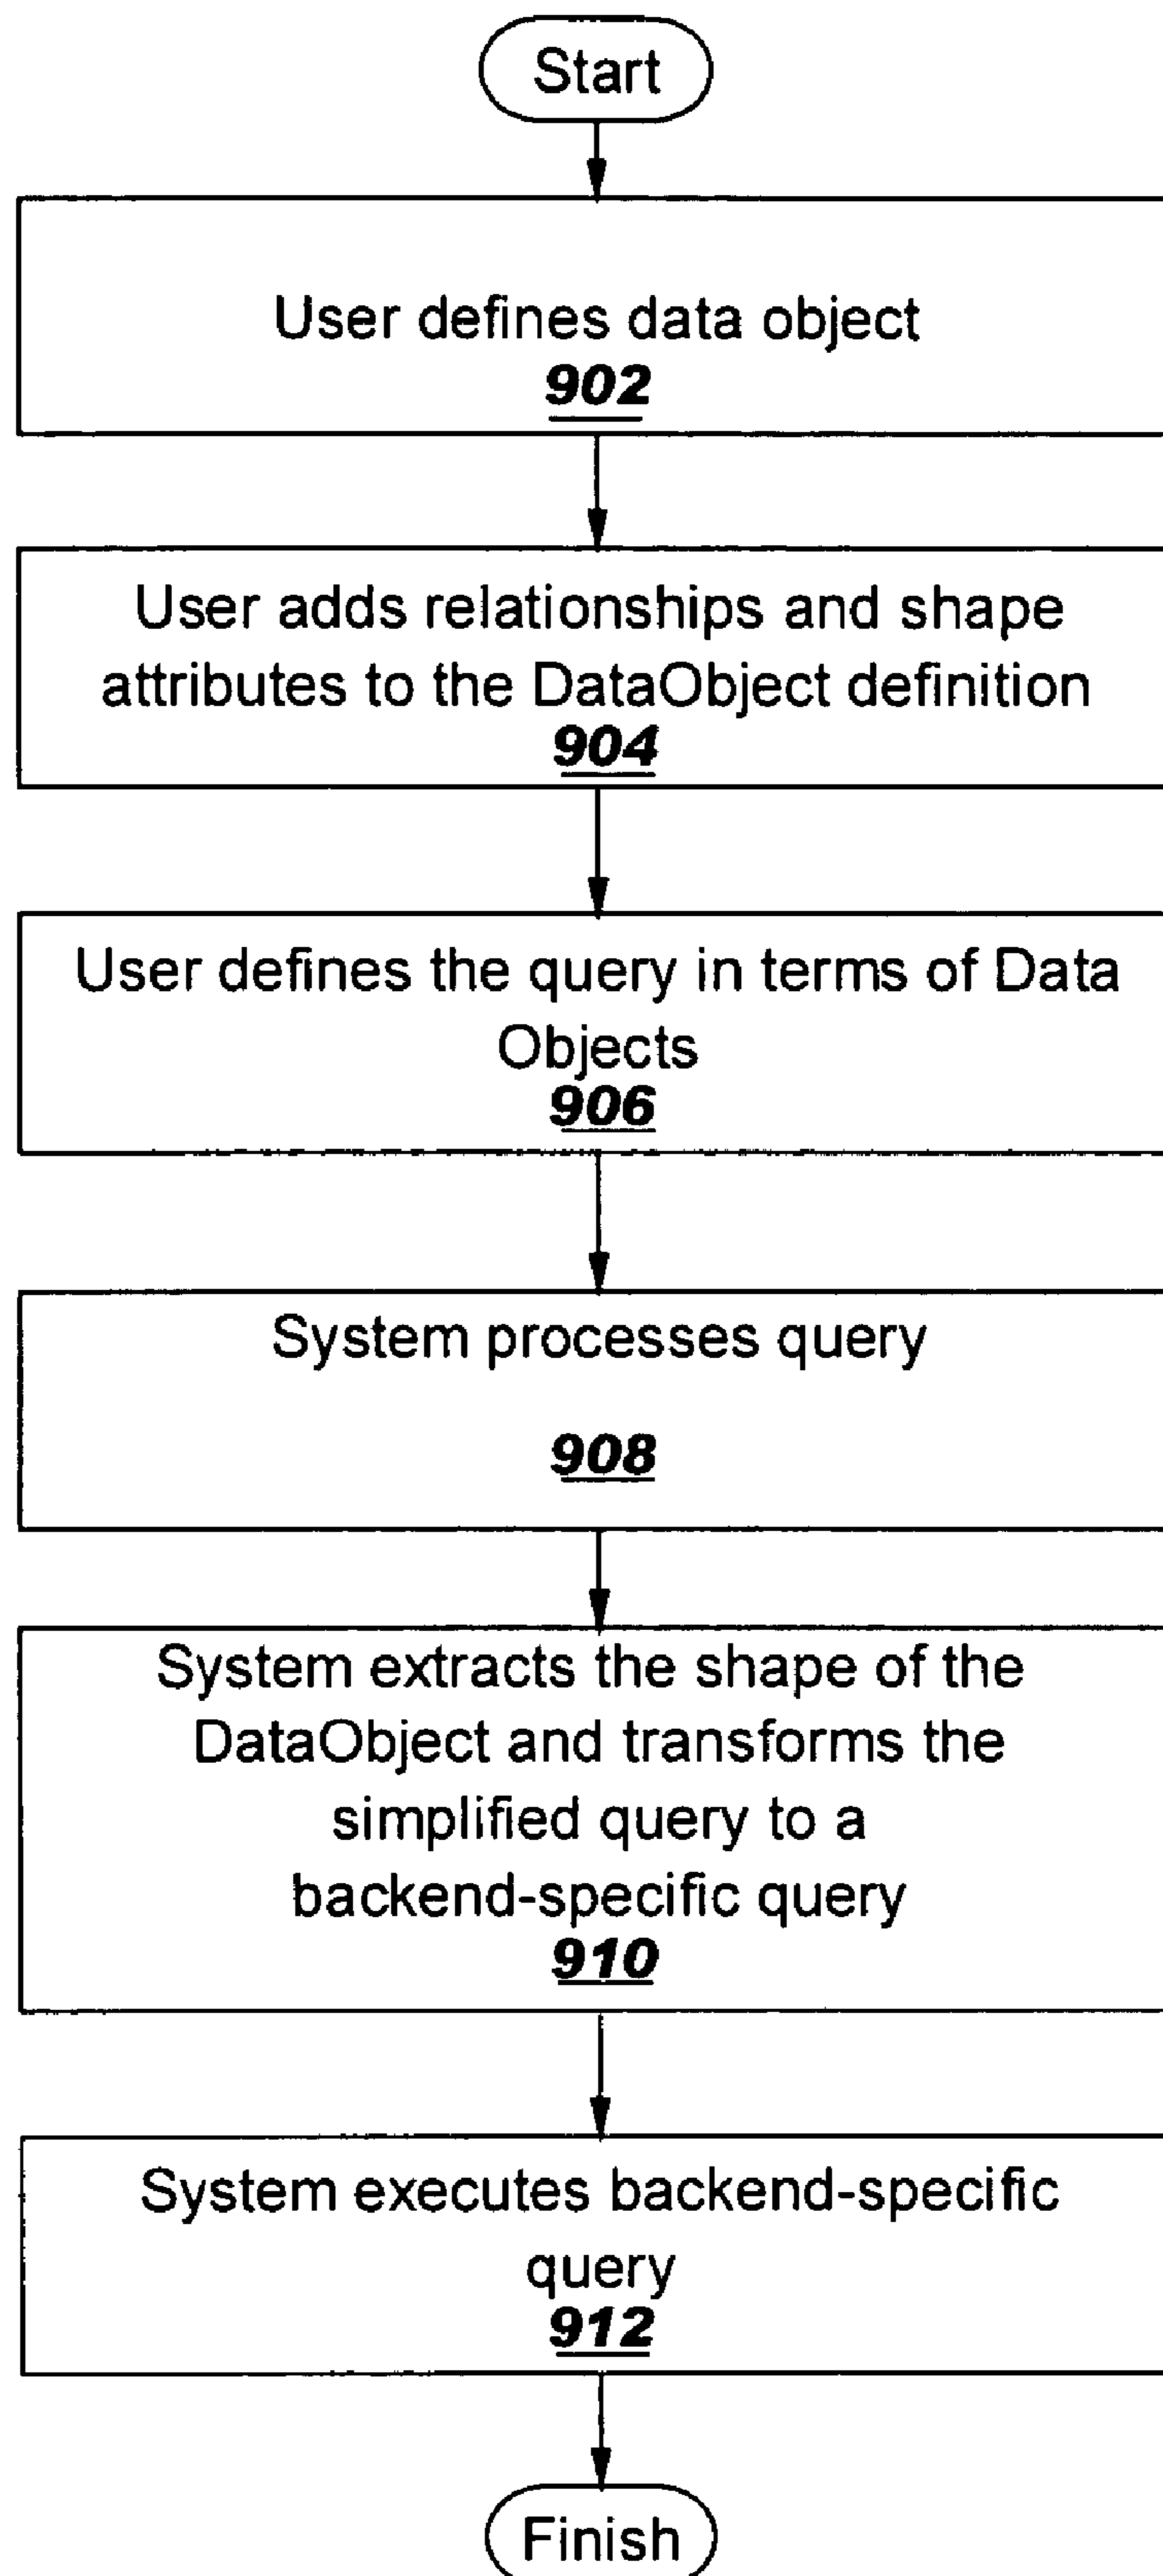 Start
User defines data object
902
User adds relationships and shape
attributes to the DataObject definition
904
User defines the query in terms of Data
Objects
906
System processes query
908
System extracts the shape of the
DataObject and transforms the
simplified query to a
backend-specific query
910
System executes backend-specific
query
912
Finish